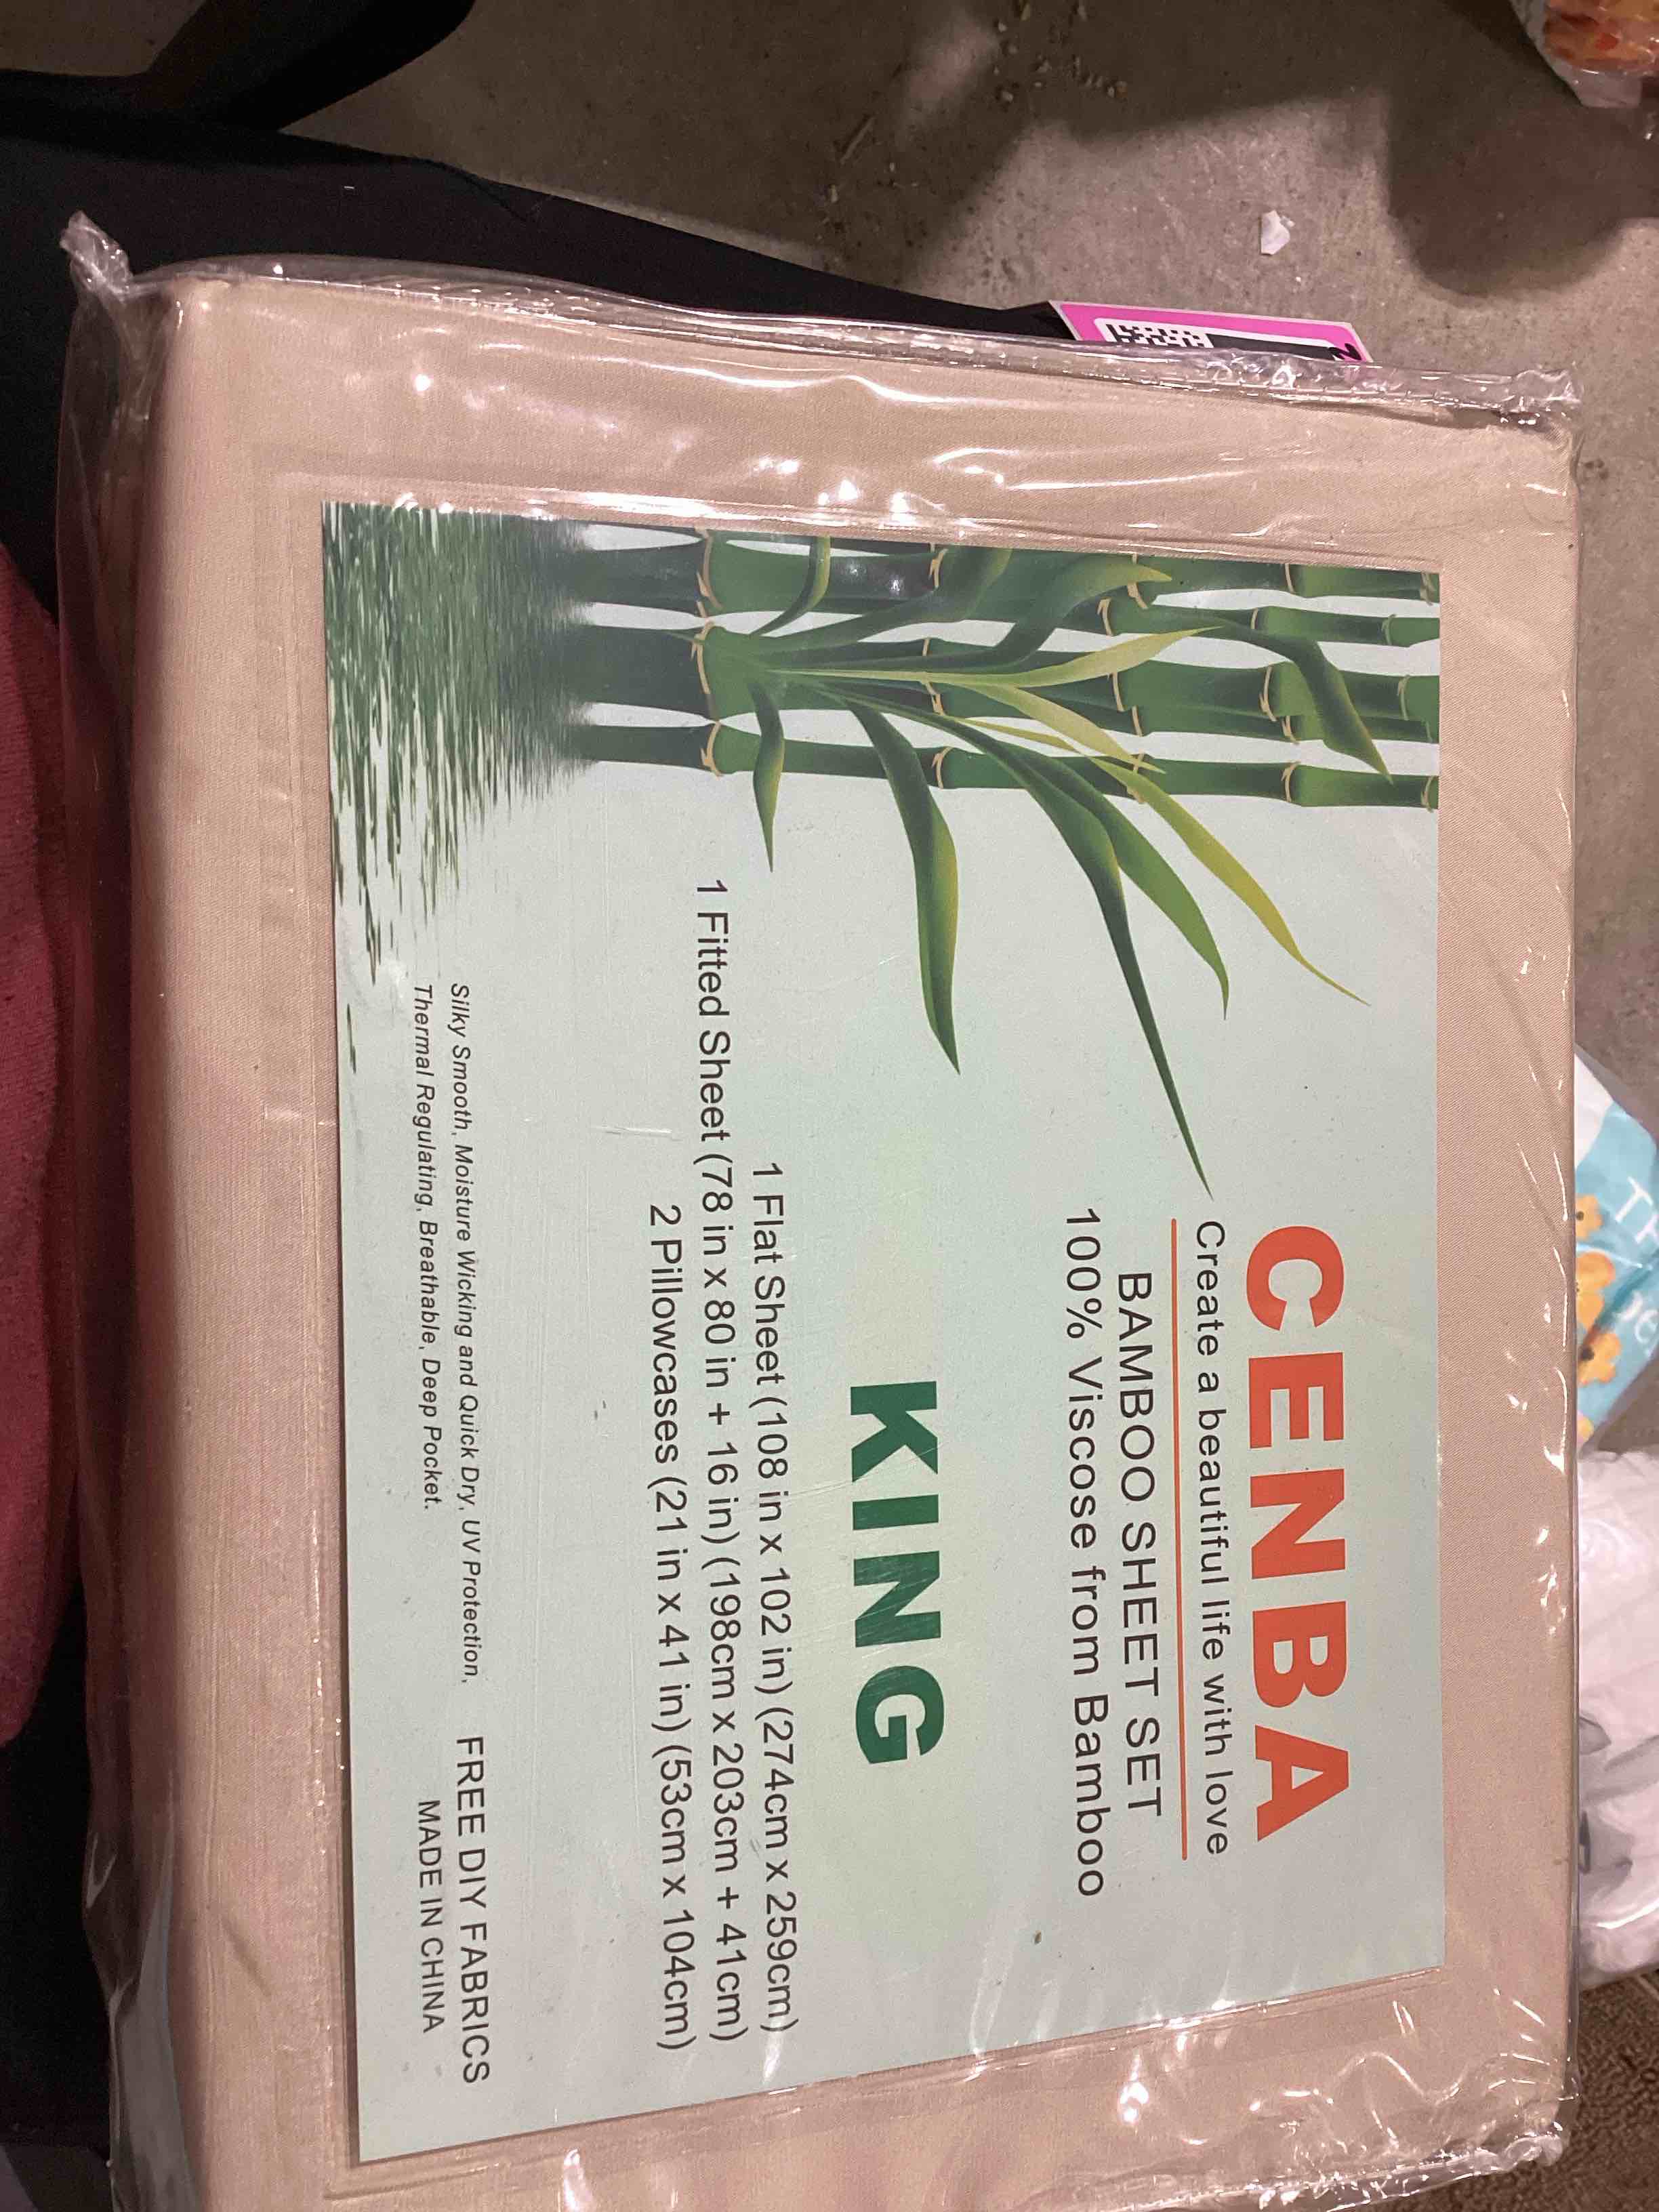 CENBA
Create a beautiful life with love
BAMBOO SHEET SET
100% Viscose from Bamboo
KING
1 Flat Sheet (108 in x 102 in) (274cm x 259cm)
1 Fitted Sheet (78 in x 80 in + 16 in) (198cm x 203cm + 41cm)
2 Pillowcases (21 in x 41 in) (53cm x 104cm)
Silky Smooth, Moisture Wicking and Quick Dry, UV Protection,
Thermal Regulating, Breathable, Deep Pocket.
FREE DIY FABRICS
MADE IN CHINA